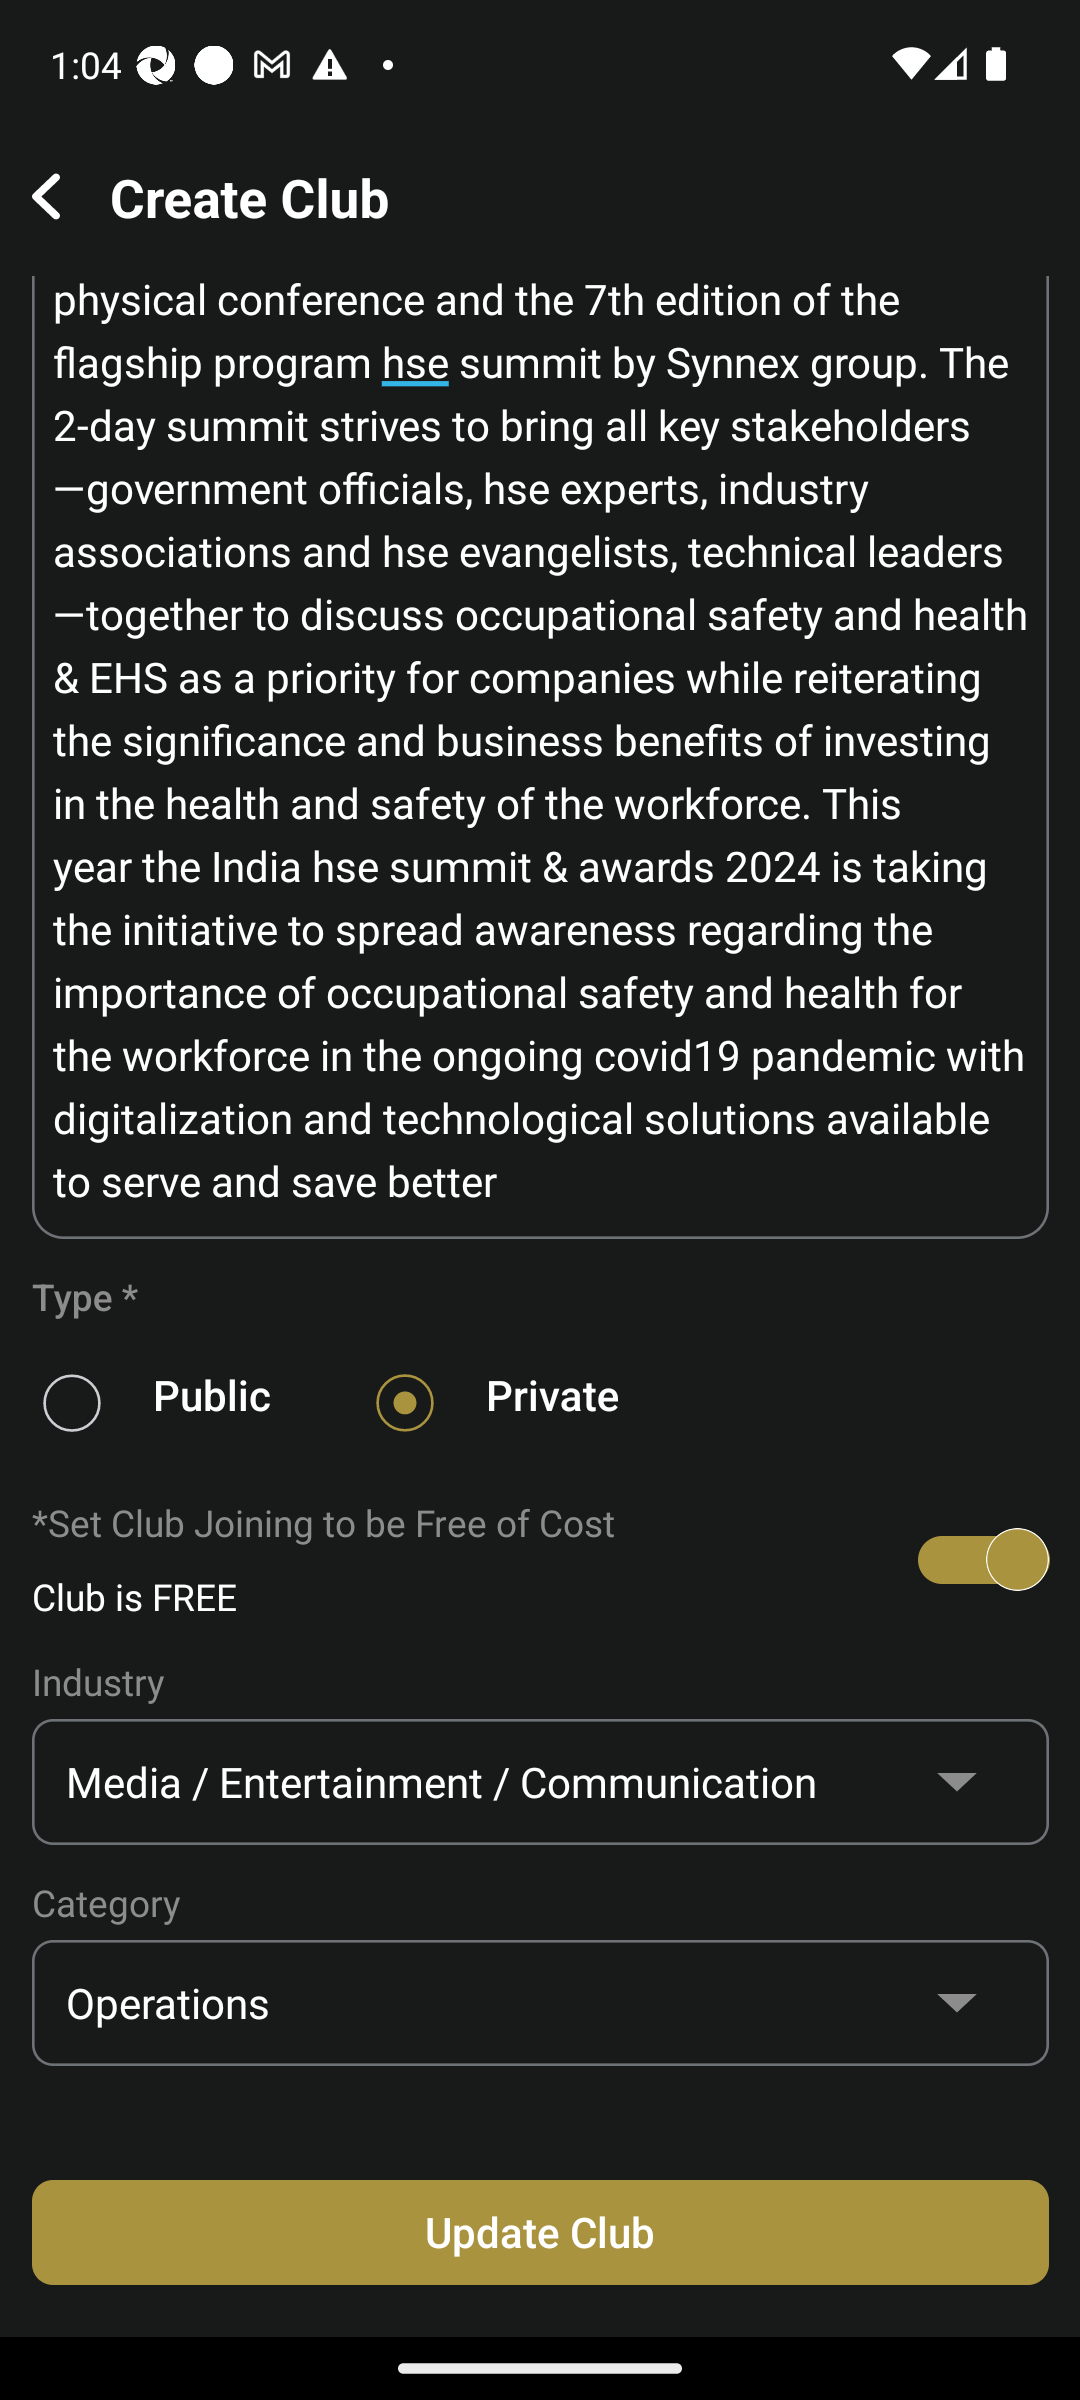 1:04
Create Club
physical conference and the 7th edition of the
flagship program hse summit by Synnex group. The
2-day summit strives to bring all key stakeholders
—government officials, hse experts, industry
associations and hse evangelists, technical leaders
—together to discuss occupational safety and health
& EHS as a priority for companies while reiterating
the significance and business benefits of investing
in the health and safety of the workforce. This
year the India hse summit & awards 2024 is taking
the initiative to spread awareness regarding the
importance of occupational safety and health for
the workforce in the ongoing covid19 pandemic with
digitalization and technological solutions available
to serve and save better
Type *
Public Private
*Set Club Joining to be Free of Cost
Club is FREE
Industry
Media / Entertainment / Communication
Category
Operations
Update Club